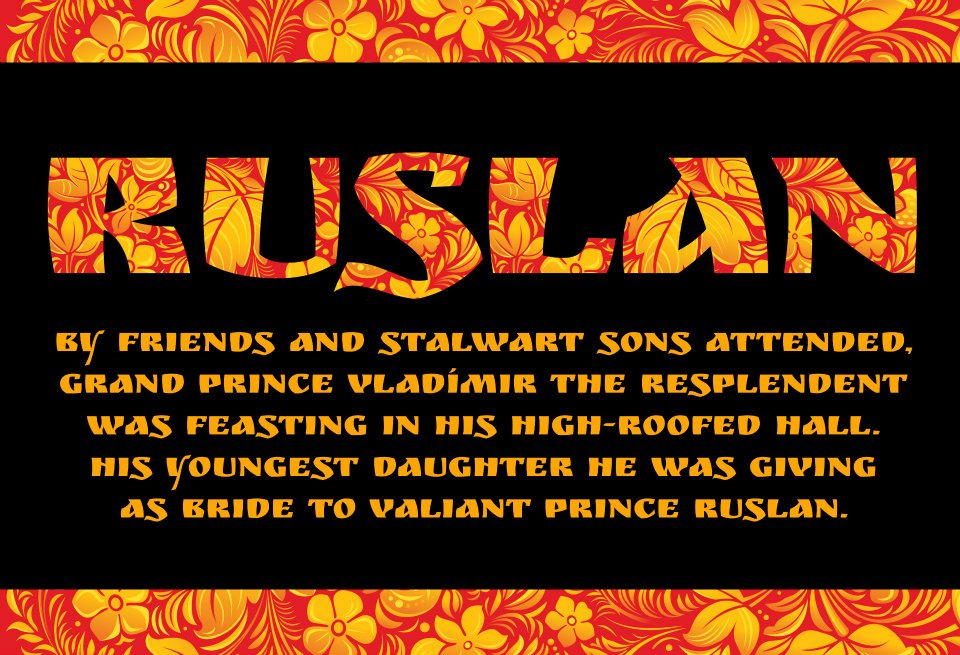 RUSLAN
BY FRIENDS AND STALWART SONS ATTENDED,
GRAND PRINCE VLADÍMIR THE RESPLENDENT
WAS FEASTING IN HIS HIGH-ROOFED HALL.
HIS YOUNGEST DAUGHTER HE WAS GIVING
AS BRIDE TO VALIANT PRINCE RUSLAN.